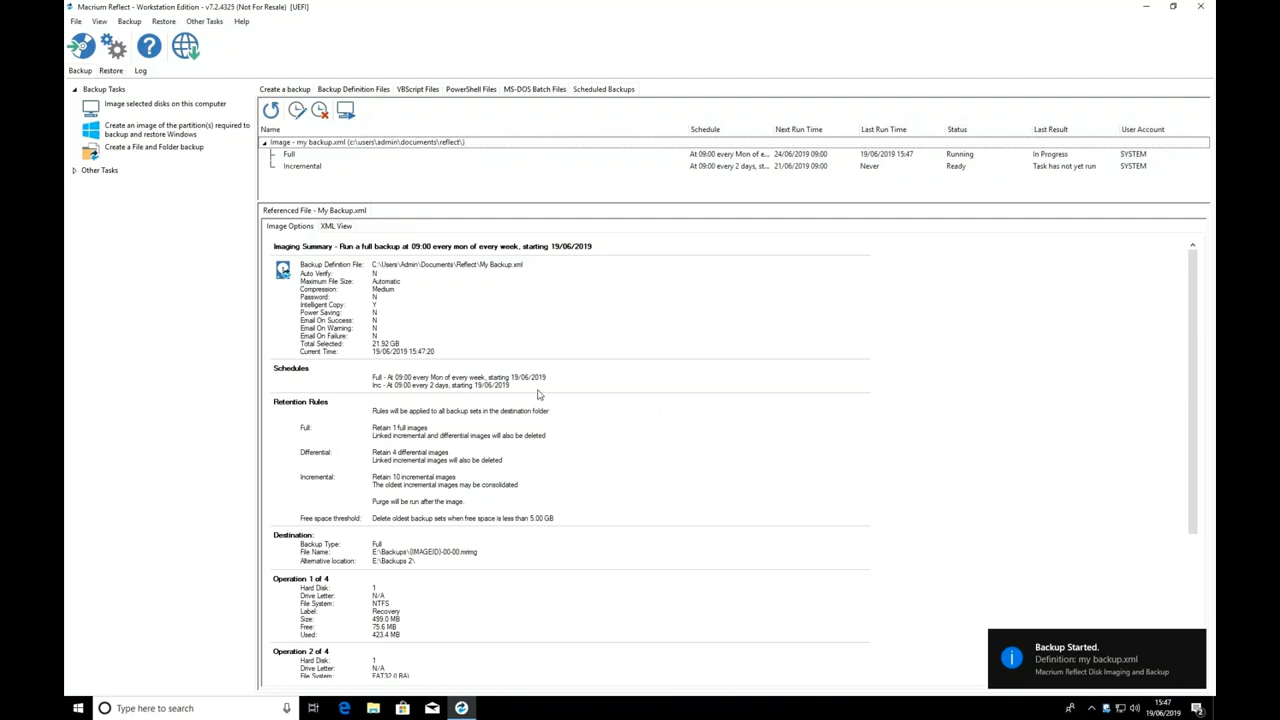 Macrium Reflect - Workstation Edition - v7.2.4325 (Not For Resale) [UEFI]
File View Backup Restore Other Tasks Help
Backup Restore Log
Backup Tasks
Image selected disks on this computer
Create an image of the partition(s) required to
backup and restore Windows
Create a File and Folder backup
Other Tasks
Create a backup Backup Definition Files VBScript Files PowerShell Files MS-DOS Batch Files Scheduled Backups
Name Schedule Next Run Time Last Run Time Status Last Result User Account
Image - my backup.xml (c:\users\admin\documents\reflect\)
Full At 09:00 every Mon of e... 24/06/2019 09:00 19/06/2019 15:47 Running In Progress SYSTEM
Incremental At 09:00 every 2 days, st... 21/06/2019 09:00 Never Ready Task has not yet run SYSTEM
Referenced File - My Backup.xml
Image Options XML View
Imaging Summary - Run a full backup at 09:00 every mon of every week, starting 19/06/2019
Backup Definition File: C:\Users\Admin\Documents\Reflect\My Backup.xml
Auto Verify: N
Maximum File Size: Automatic
Compression: Medium
Password: N
Intelligent Copy: Y
Power Saving: N
Email On Success: N
Email On Warning: N
Email On Failure: N
Total Selected: 21.92 GB
Current Time: 19/06/2019 15:47:20
Schedules
Full - At 09:00 every Mon of every week, starting 19/06/2019
Inc - At 09:00 every 2 days, starting 19/06/2019
Retention Rules
Rules will be applied to all backup sets in the destination folder
Full: Retain 1 full images
Linked incremental and differential images will also be deleted
Differential: Retain 4 differential images
Linked incremental images will also be deleted
Incremental: Retain 10 incremental images
The oldest incremental images may be consolidated
Purge will be run after the image.
Free space threshold: Delete oldest backup sets when free space is less than 5.00 GB
Destination:
Backup Type: Full
File Name: E:\Backups\{IMAGEID}-00-00.mrimg
Alternative location: E:\Backups 2\
Operation 1 of 4
Hard Disk: 1
Drive Letter: N/A
File System: NTFS
Label: Recovery
Size: 499.0 MB
Free: 75.6 MB
Used: 423.4 MB
Operation 2 of 4
Hard Disk: 1
Drive Letter: N/A
File System: FAT32 (LBA)
Backup Started.
Definition: my backup.xml
Macrium Reflect Disk Imaging and Backup
Type here to search
15:47
19/06/2019
2